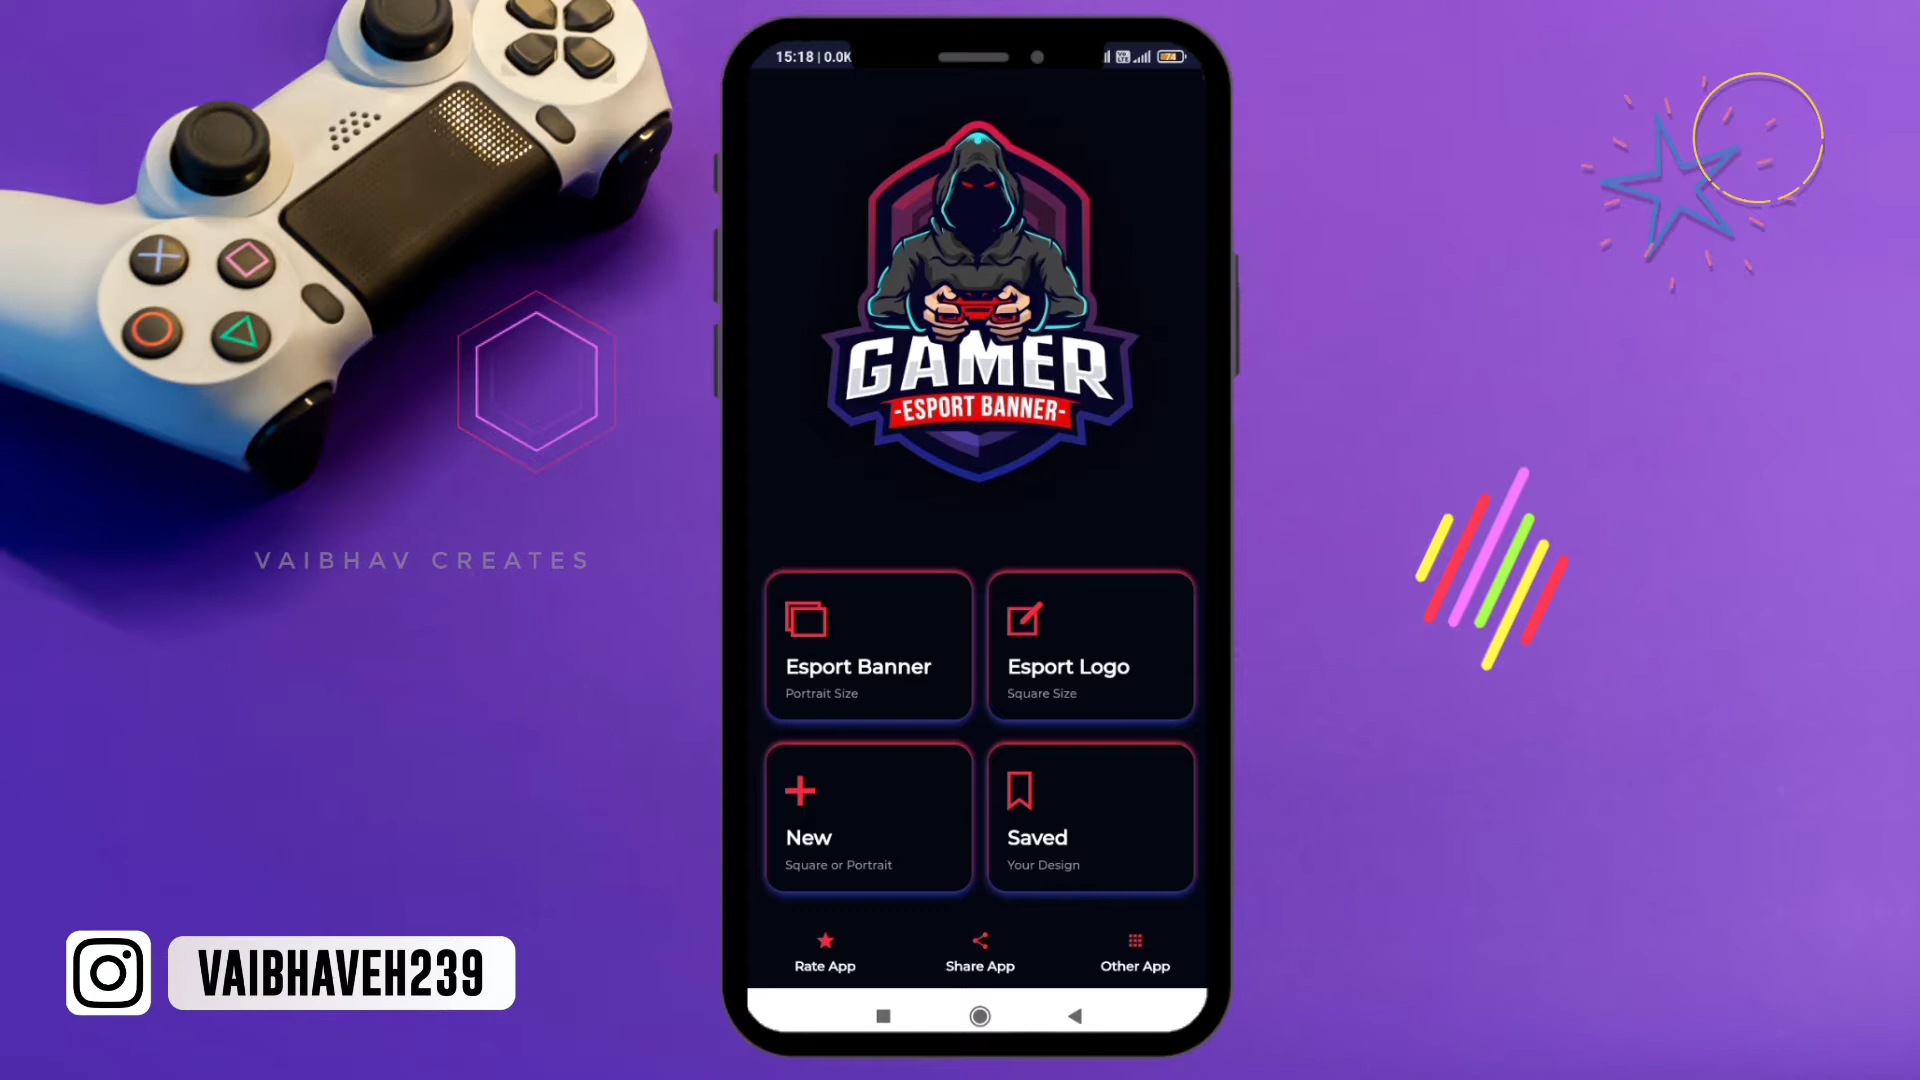 15:18 | 0.0K
GAMER
-ESPORT BANNER-
VAIBHAV CREATES
Esport Banner
Portrait Size
Esport Logo
Square Size
New
Square or Portrait
Saved
Your Design
Rate App
Share App
Other App
VAIBHAVEH239